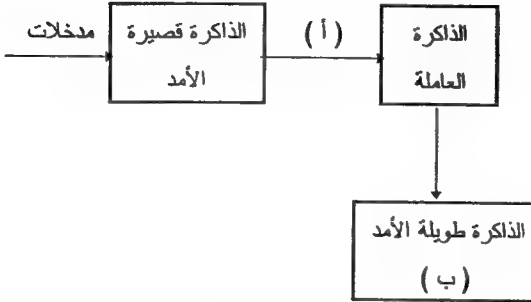 مدخلات
الذاكرة قصيرة
الأمد
( أ )
الذاكرة
العاملة
الذاكرة طويلة الأمد
( ب )